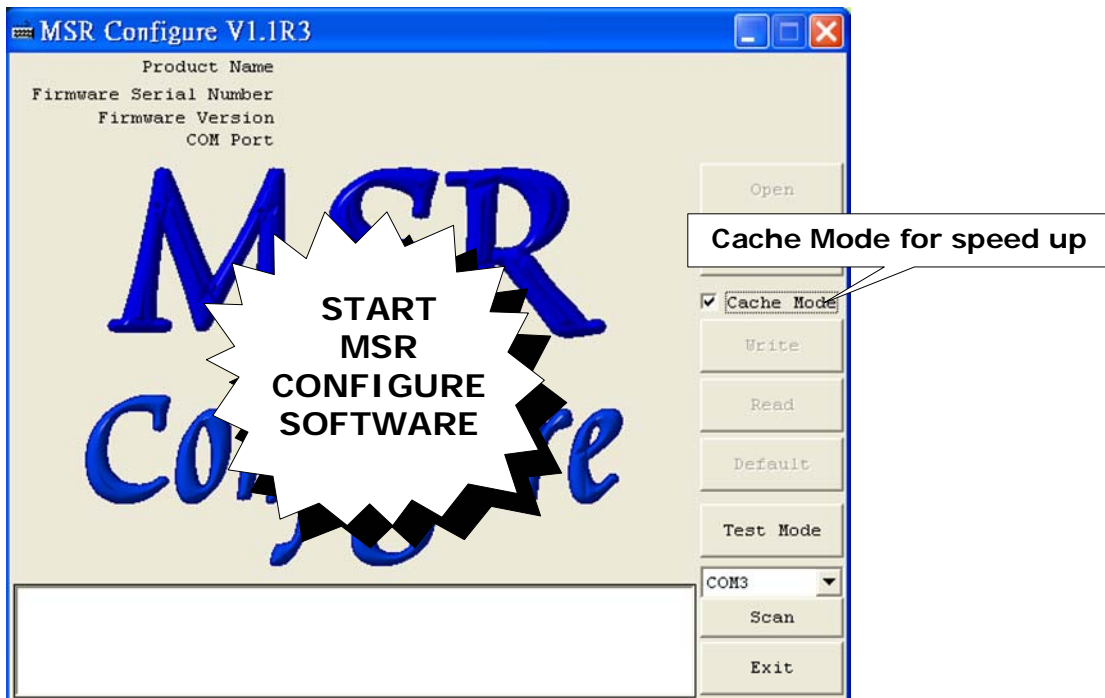 MSR Configure V1.1R3
Product Name
Firmware Serial Number
Firmware Version
COM Port
MSR
START
MSR
CONFIGURE
SOFTWARE
Open
Cache Mode for speed up
Cache Mode
Write
Read
Default
Test Mode
COM3
Scan
Exit